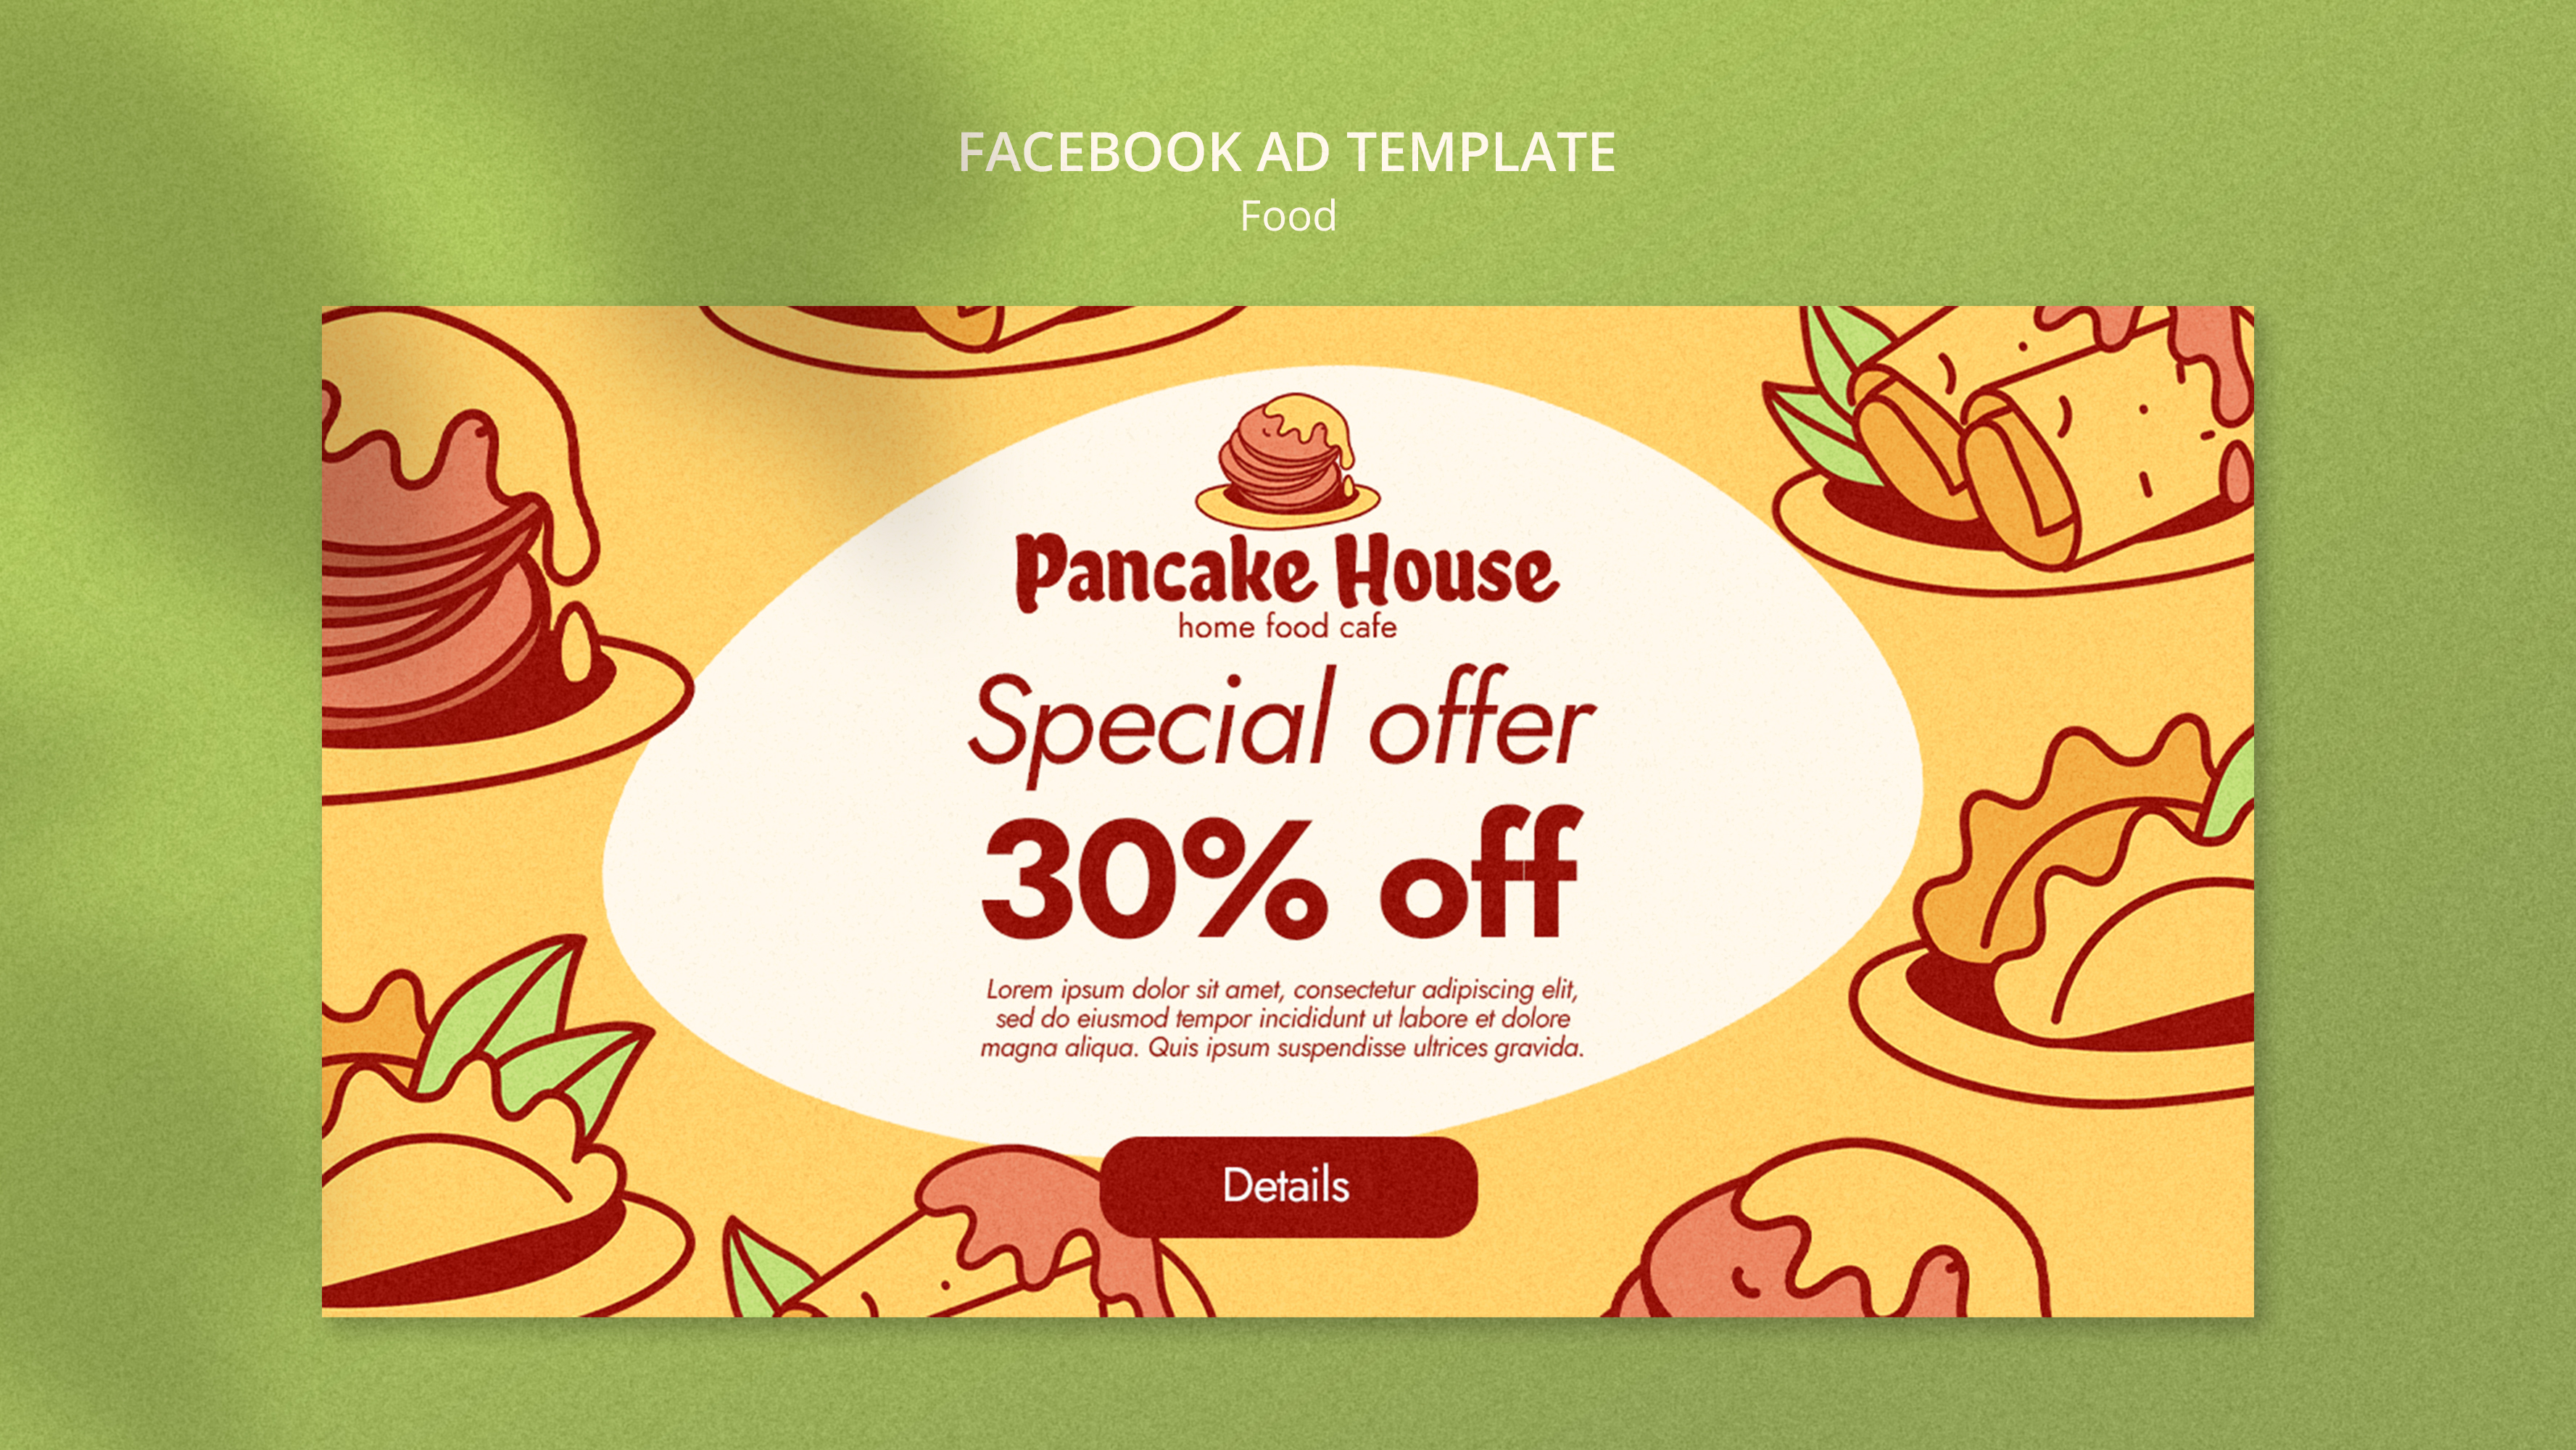 FACEBOOK AD TEMPLATE
Food
Pancake House
home food cafe
Special offer
30% off
Lorem ipsum dolor sit amet, consectetur adipiscing elit,
sed do eiusmod tempor incididunt ut labore et dolore
magna aliqua. Quis ipsum suspendisse ultrices gravida.
Details